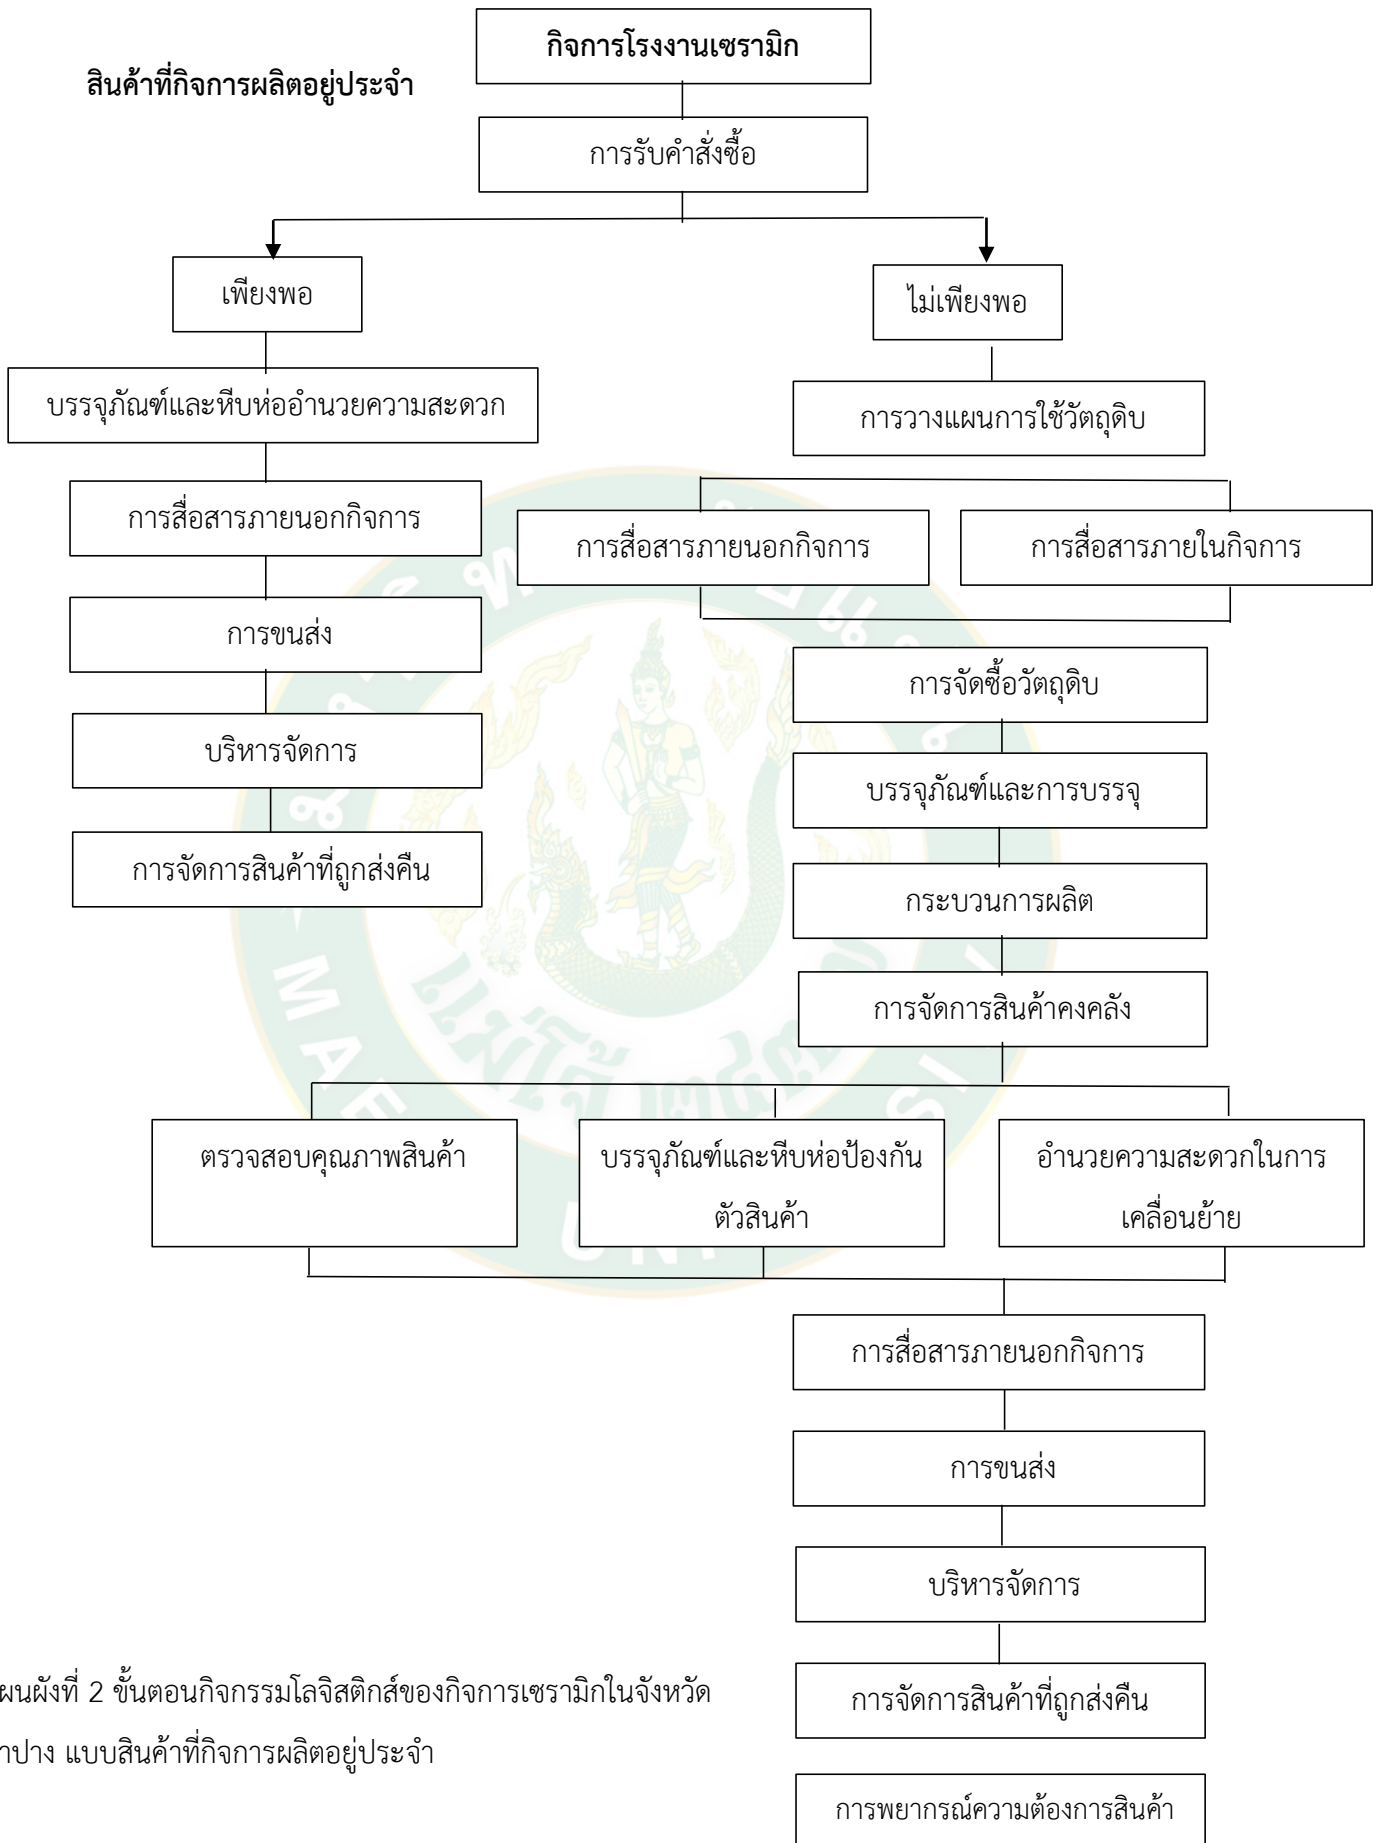 กิจการโรงงานเซรามิก
สินค้าที่กิจการผลิตอยู่ประจำ
การรับคำสั่งซื้อ
เพียงพอ
ไม่เพียงพอ
บรรจุภัณฑ์และหีบห่ออำนวยความสะดวก
การวางแผนการใช้วัตถุดิบ
การสื่อสารภายนอกกิจการ
การสื่อสารภายนอกกิจการ
การสื่อสารภายในกิจการ
การขนส่ง
การจัดซื้อวัตถุดิบ
บริหารจัดการ
บรรจุภัณฑ์และการบรรจุ
การจัดการสินค้าที่ถูกส่งคืน
กระบวนการผลิต
การจัดการสินค้าคงคลัง
ตรวจสอบคุณภาพสินค้า
บรรจุภัณฑ์และหีบห่อป้องกัน
ตัวสินค้า
อำนวยความสะดวกในการ
เคลื่อนย้าย
การสื่อสารภายนอกกิจการ
การขนส่ง
บริหารจัดการ
การจัดการสินค้าที่ถูกส่งคืน
การพยากรณ์ความต้องการสินค้า
ผนผังที่ 2 ขั้นตอนกิจกรรมโลจิสติกส์ของกิจการเซรามิกในจังหวัด
าปาง แบบสินค้าที่กิจการผลิตอยู่ประจำ
แม่โจ้
MAE
UNI